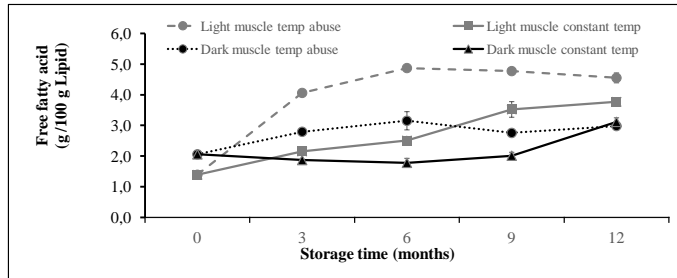 Free fatty acid
(g /100 g Lipid)
6,0
5,0
4,0
3,0
2,0
1,0
0,0
Light muscle temp abuse
Light muscle constant temp
Dark muscle temp abuse
Dark muscle constant temp
0 3 6 9 12
Storage time (months)